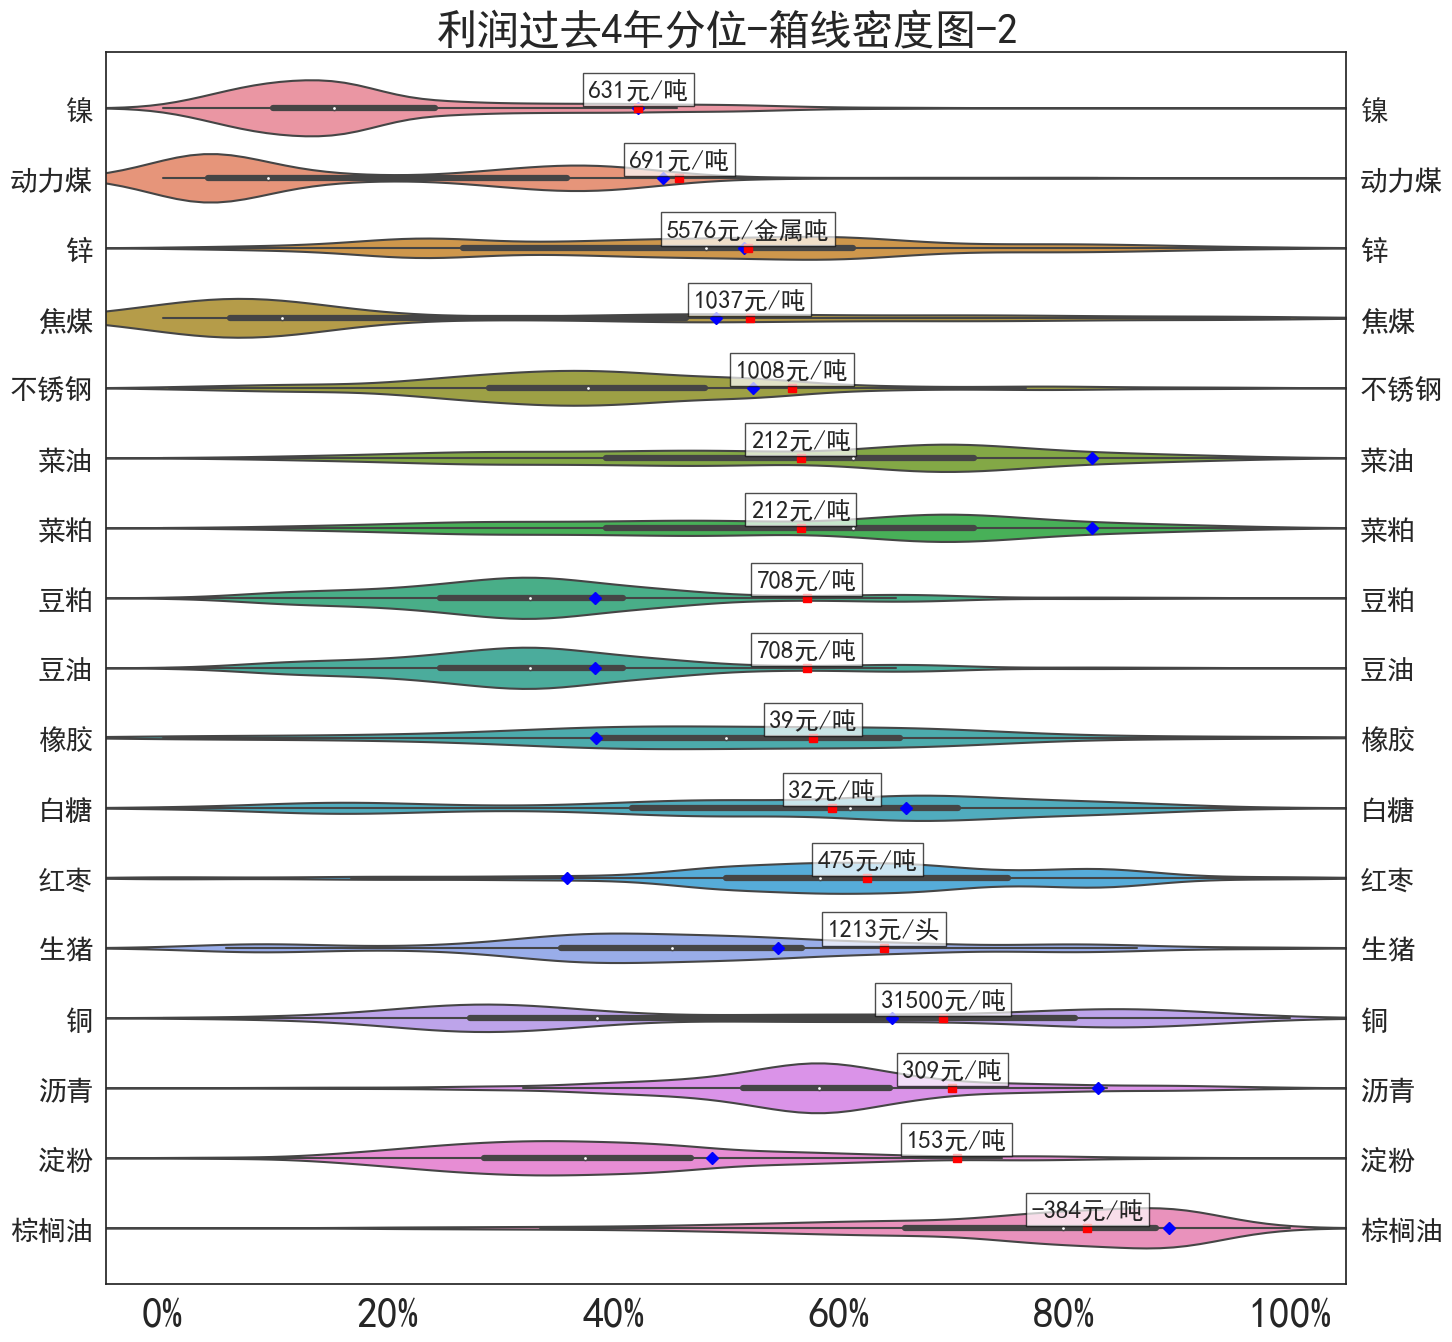 利润过去4年分位-箱线密度图-2
镍 631元/吨 镍
动力煤 691元/吨 动力煤
锌 5576元/金属吨 锌
焦煤 1037元/吨 焦煤
不锈钢 1008元/吨 不锈钢
菜油 212元/吨 菜油
菜粕 212元/吨 菜粕
豆粕 708元/吨 豆粕
豆油 708元/吨 豆油
橡胶 39元/吨 橡胶
白糖 32元/吨 白糖
红枣 475元/吨 红枣
生猪 1213元/头 生猪
铜 31500元/吨 铜
沥青 309元/吨 沥青
淀粉 153元/吨 淀粉
棕榈油 -384元/吨 棕榈油
0% 20% 40% 60% 80% 100%